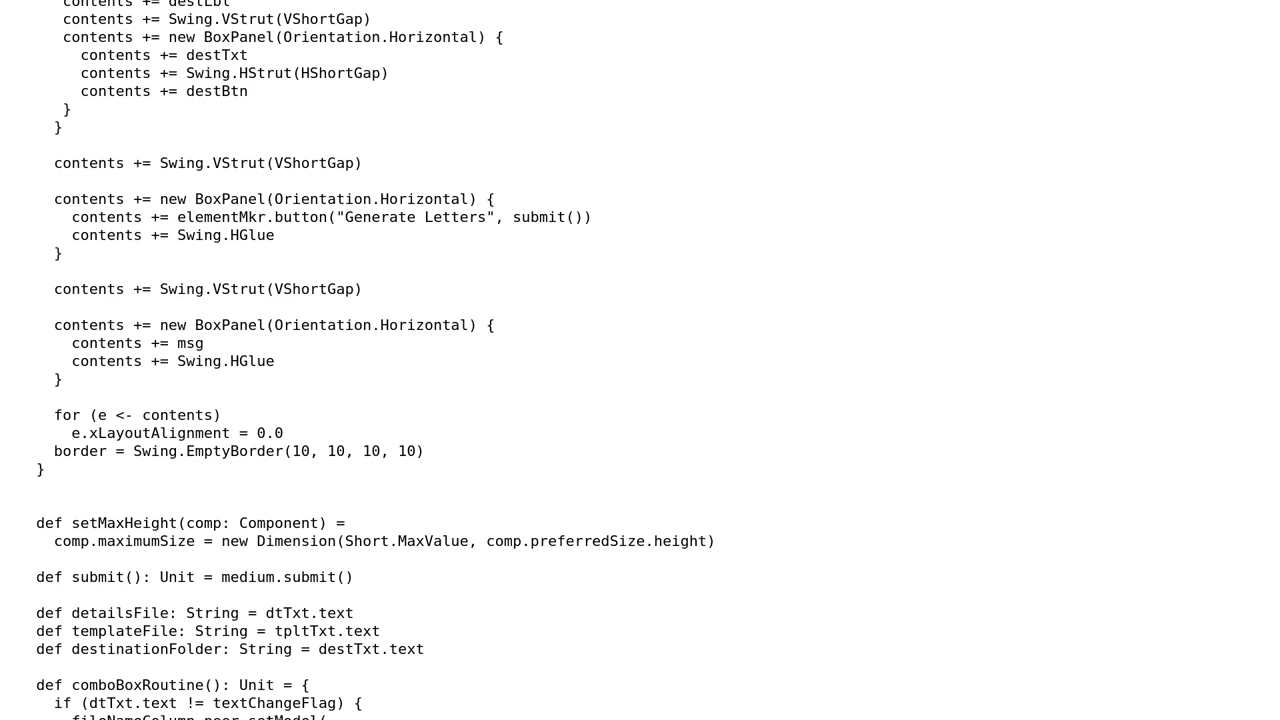 contents += destLbl
contents += Swing.VStrut(VShortGap)
contents += new BoxPanel(Orientation.Horizontal) {
contents += destTxt
contents += Swing.HStrut(HShortGap)
contents += destBtn
}
}
contents += Swing.VStrut(VShortGap)
contents += new BoxPanel(Orientation.Horizontal) {
contents += elementMkr.button("Generate Letters", submit())
contents += Swing.HGlue
}
contents += Swing.VStrut(VShortGap)
contents += new BoxPanel(Orientation.Horizontal) {
contents += msg
contents += Swing.HGlue
}
for (e <- contents)
e.xLayoutAlignment = 0.0
border = Swing.EmptyBorder(10, 10, 10, 10)
}
def setMaxHeight(comp: Component) =
comp.maximumSize = new Dimension(Short.MaxValue, comp.preferredSize.height)
def submit(): Unit = medium.submit()
def detailsFile: String = dtTxt.text
def templateFile: String = tpltTxt.text
def destinationFolder: String = destTxt.text
def comboBoxRoutine(): Unit = {
if (dtTxt.text != textChangeFlag) {
fileNameColumn.peer.setModel(